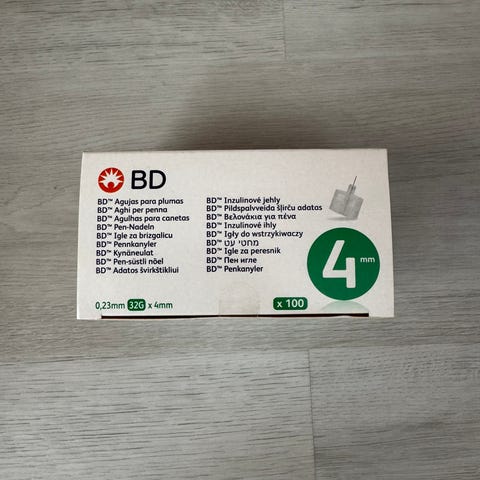 BD
BD™ Agujas para plumas
BD™ Aghi per penna
BD™ Agulhas para canetas
BD™ Pen-Nadeln
BD™ Igle za brizgalicu
BD™ Pennkanyler
BD™ Kynäneulat
BD™ Pen-süstli nõel
BD™ Adatos švirkštikliui
BD™ Inzulinové jehly
BD™ Pildspalvveida šļirču adatas
BD™ Βελονάκια για πένα
BD™ Inzulínové ihly
BD™ Igły do wstrzykiwaczy
BD™ מחטי עט
BD™ Igle za peresnik
BD™ Пен игле
BD™ Penkanyler
4 mm
0,23mm 32G x 4mm
x 100